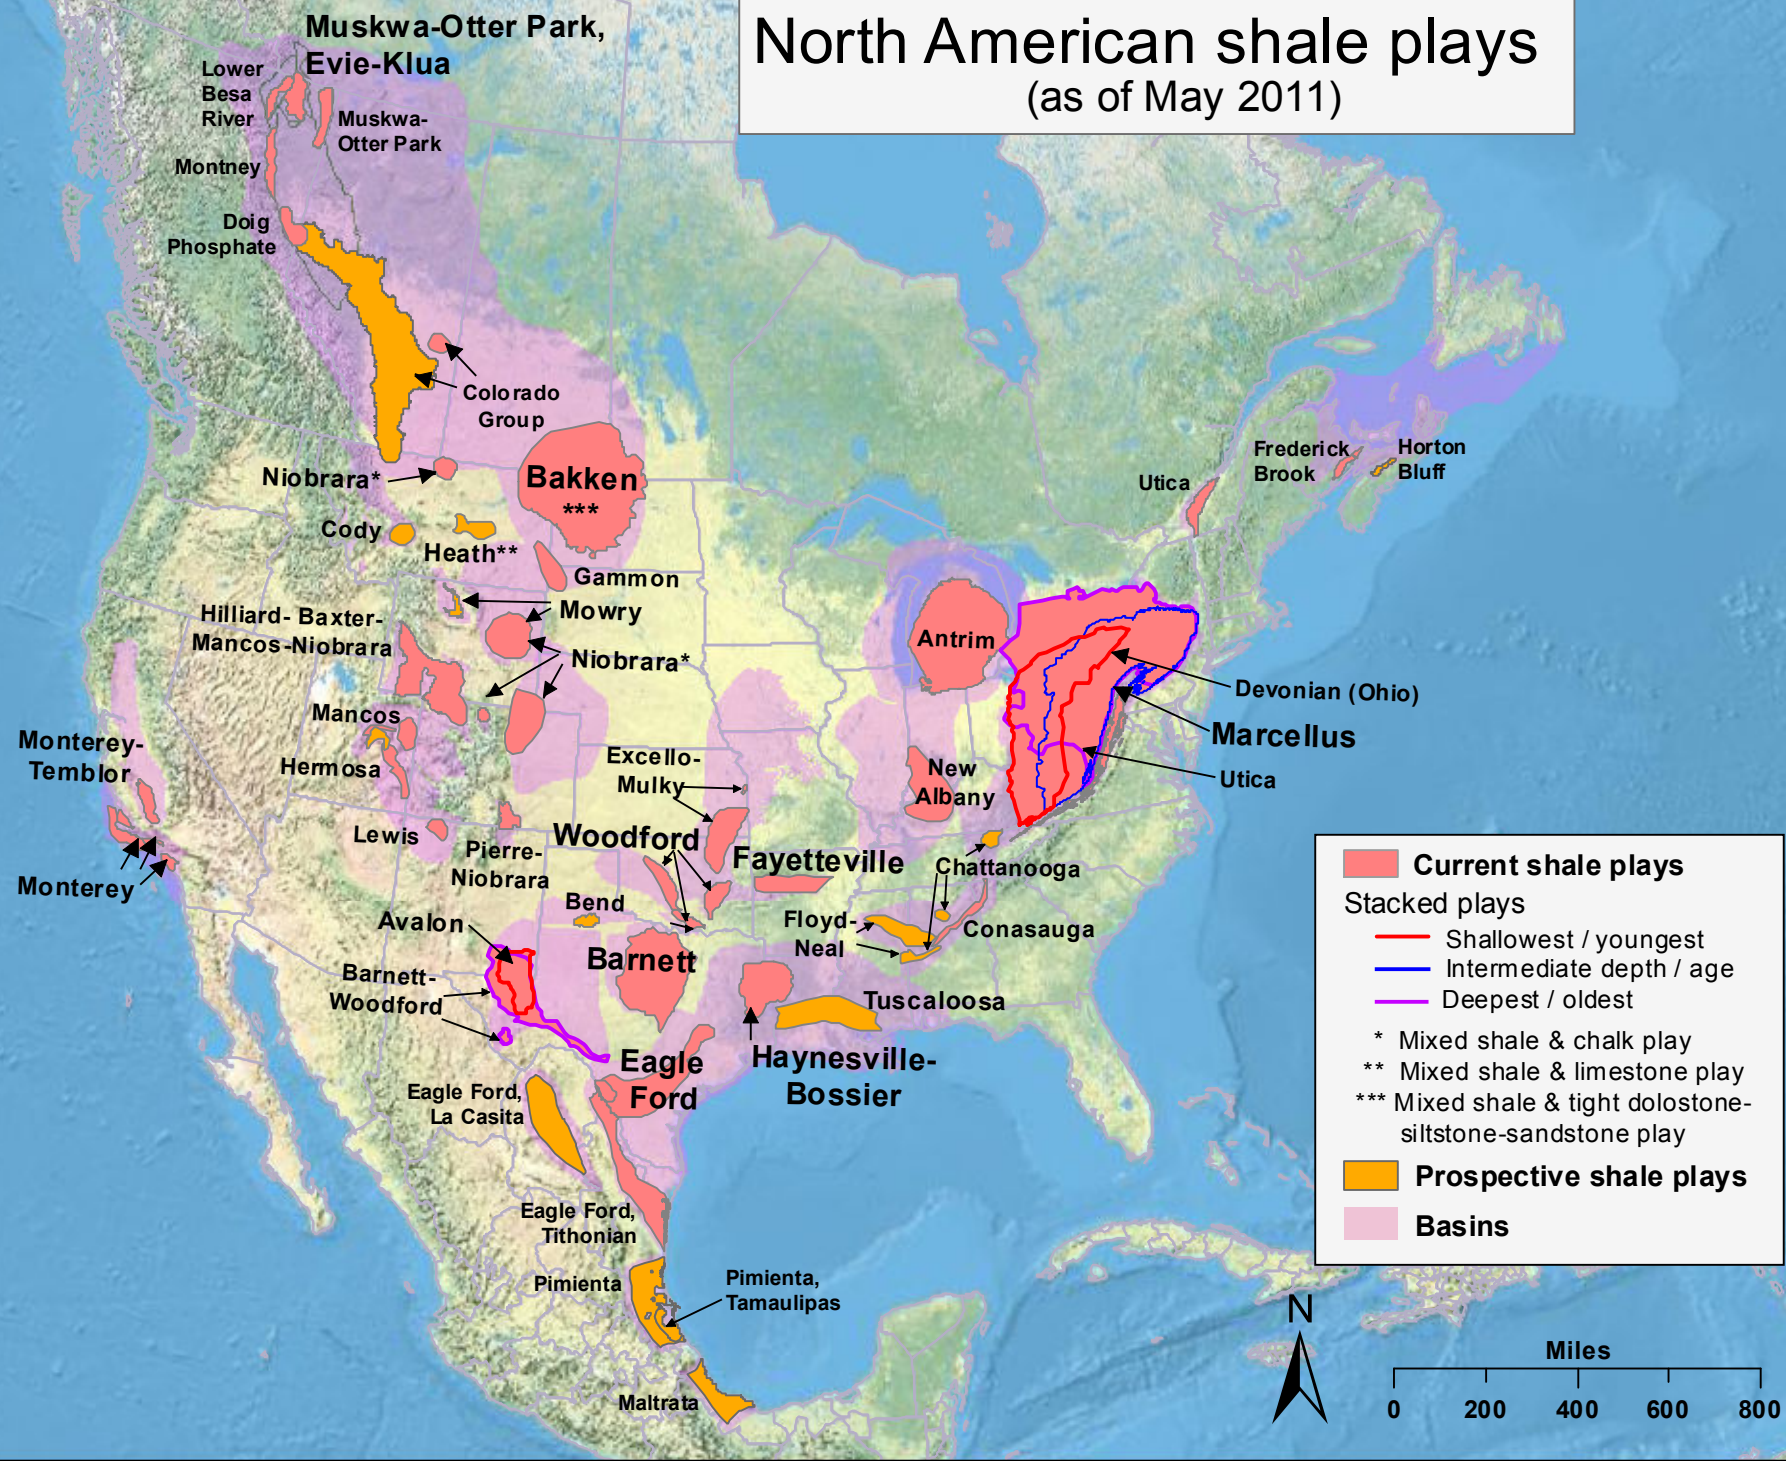 North American shale plays
(as of May 2011)
Muskwa-Otter Park,
Evie-Klua
Lower
Besa
River
Muskwa-
Otter Park
Montney
Doig
Phosphate
Colorado
Group
Niobrara*
Bakken
***
Cody
Heath**
Gammon
Mowry
Hilliard- Baxter-
Mancos-Niobrara
Niobrara*
Mancos
Hermosa
Monterey-
Temblor
Monterey
Lewis
Pierre-
Niobrara
Excello-
Mulky
Woodford
Fayetteville
Bend
Avalon
Barnett-
Woodford
Barnett
Eagle
Ford
Haynesville-
Bossier
Tuscaloosa
Floyd-
Neal
Chattanooga
Conasauga
New
Albany
Antrim
Devonian (Ohio)
Marcellus
Utica
Utica
Frederick
Brook
Horton
Bluff
Eagle Ford,
La Casita
Eagle Ford,
Tithonian
Pimienta
Pimienta,
Tamaulipas
Maltrata
Current shale plays
Stacked plays
Shallowest / youngest
Intermediate depth / age
Deepest / oldest
* Mixed shale & chalk play
** Mixed shale & limestone play
*** Mixed shale & tight dolostone-
siltstone-sandstone play
Prospective shale plays
Basins
N
Miles
0 200 400 600 800